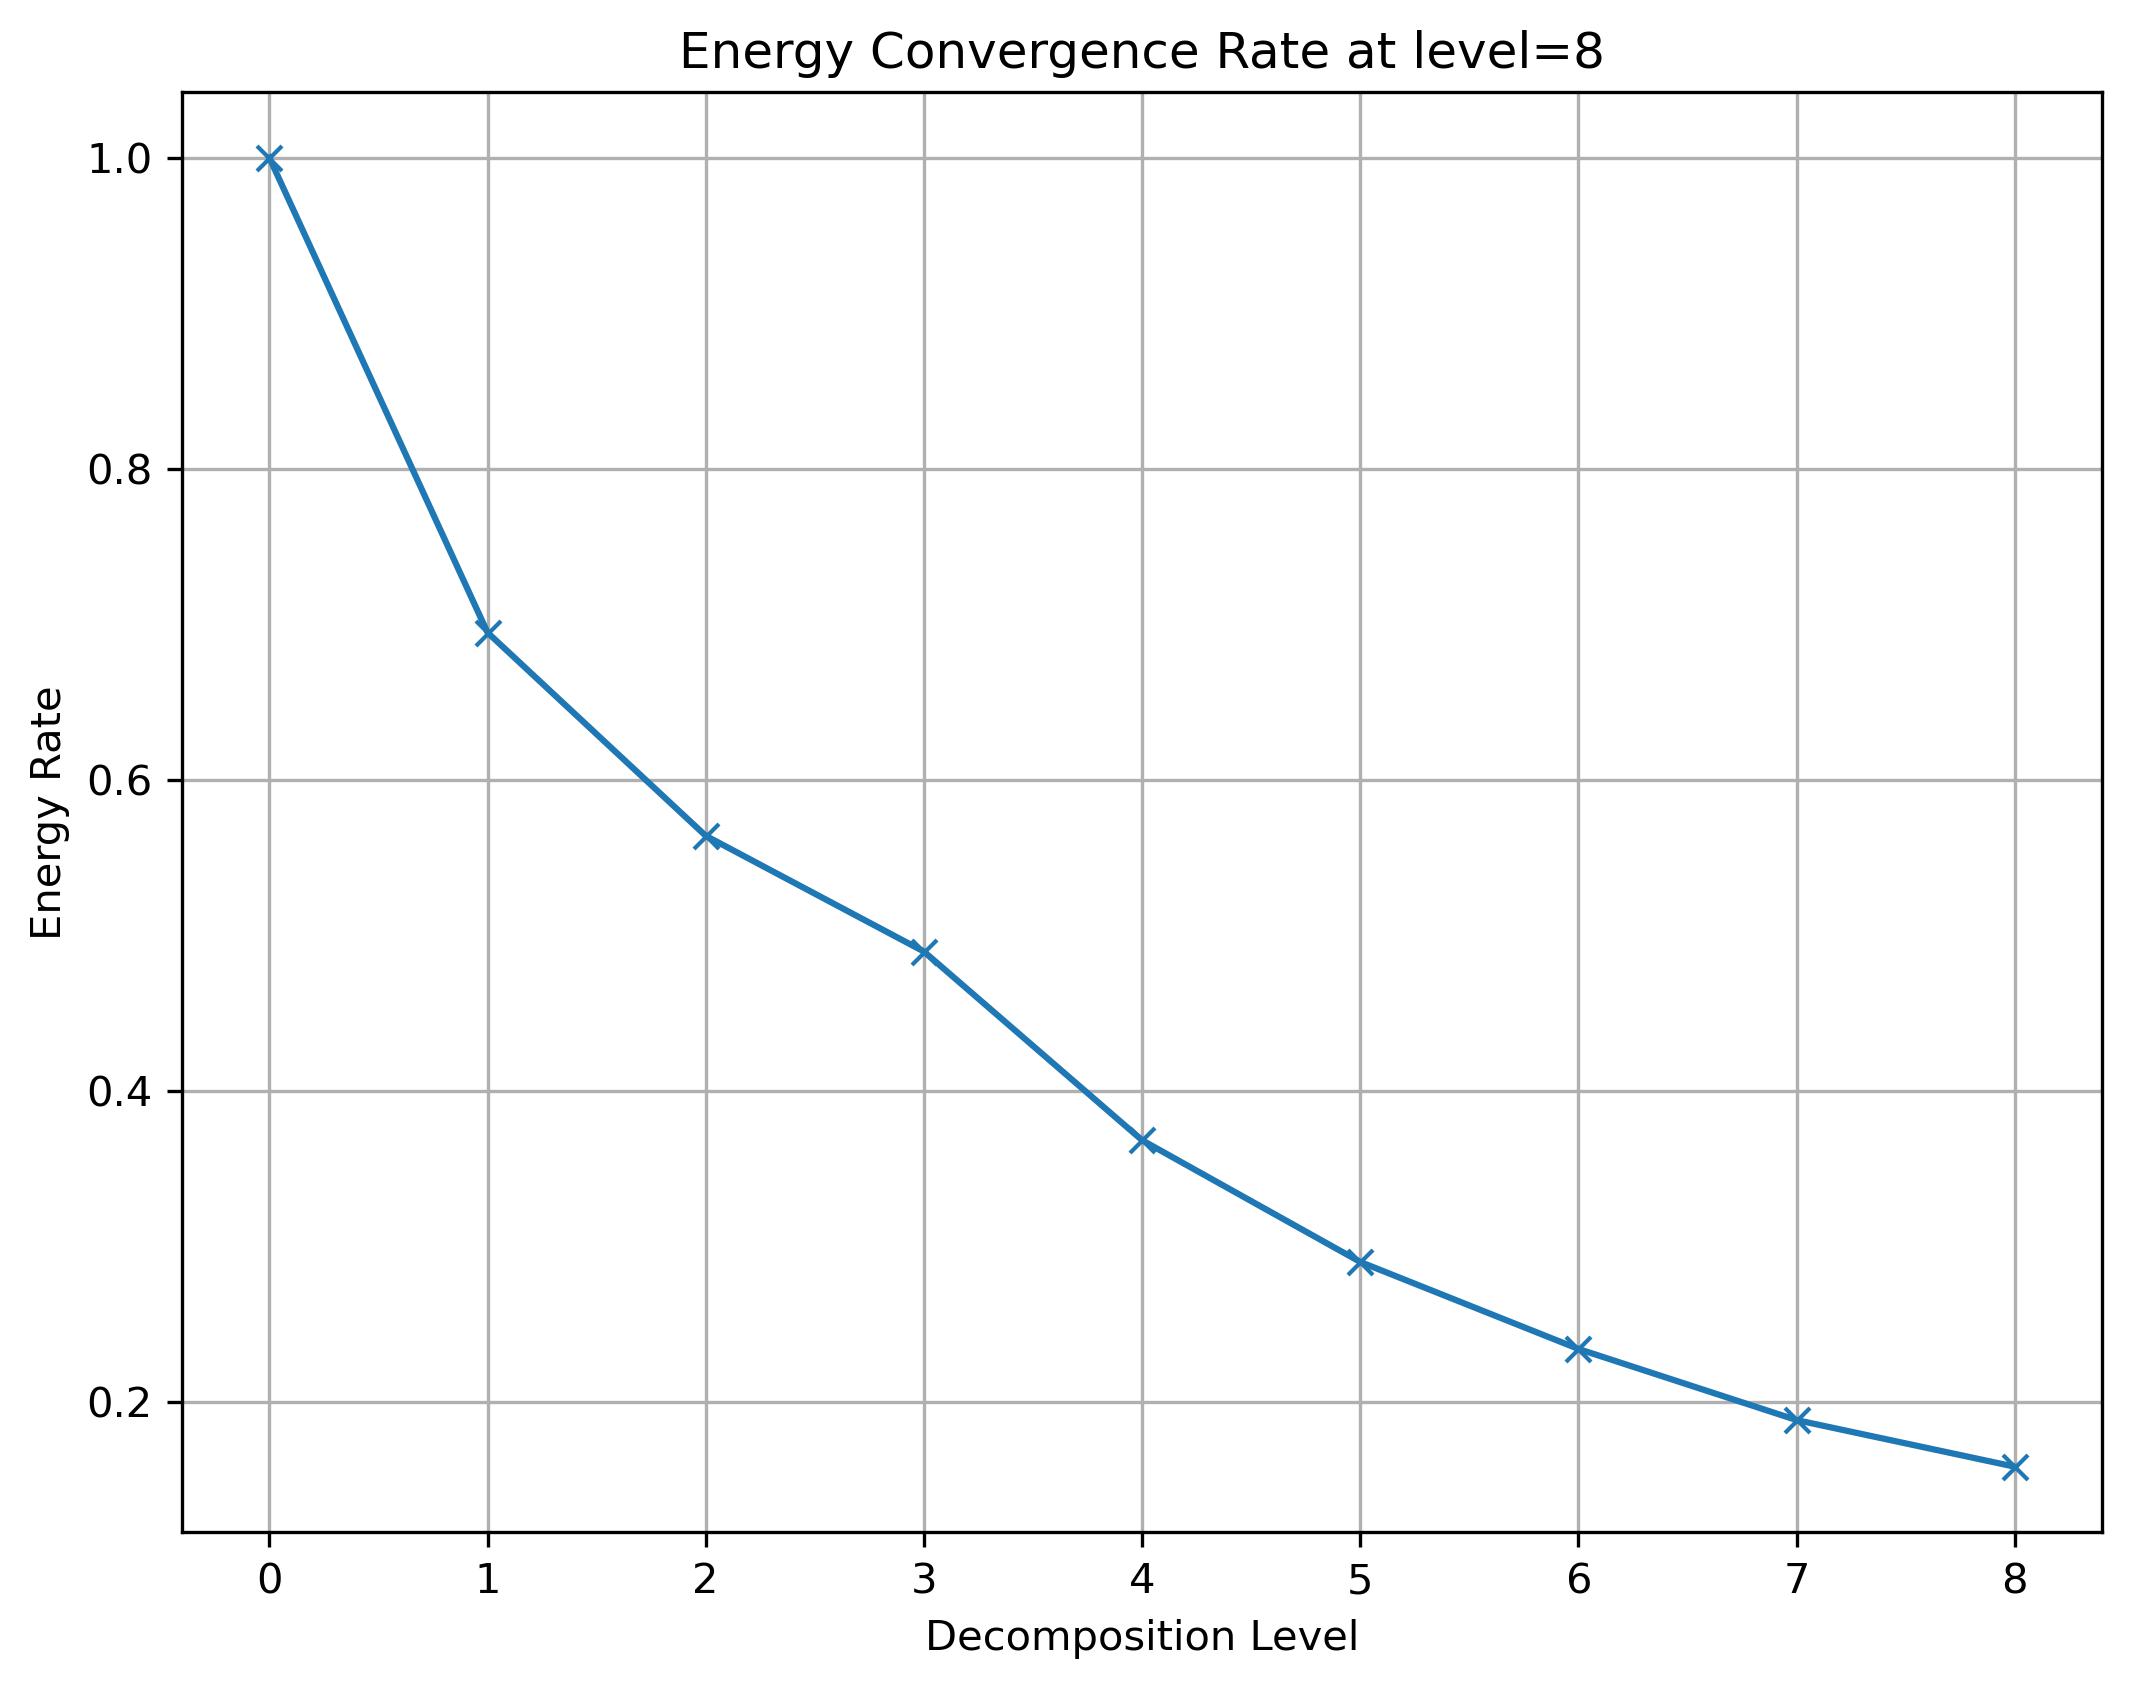 Energy Convergence Rate at level=8
1.0
0.8
0.6
0.4
0.2
Energy Rate
0 1 2 3 4 5 6 7 8
Decomposition Level